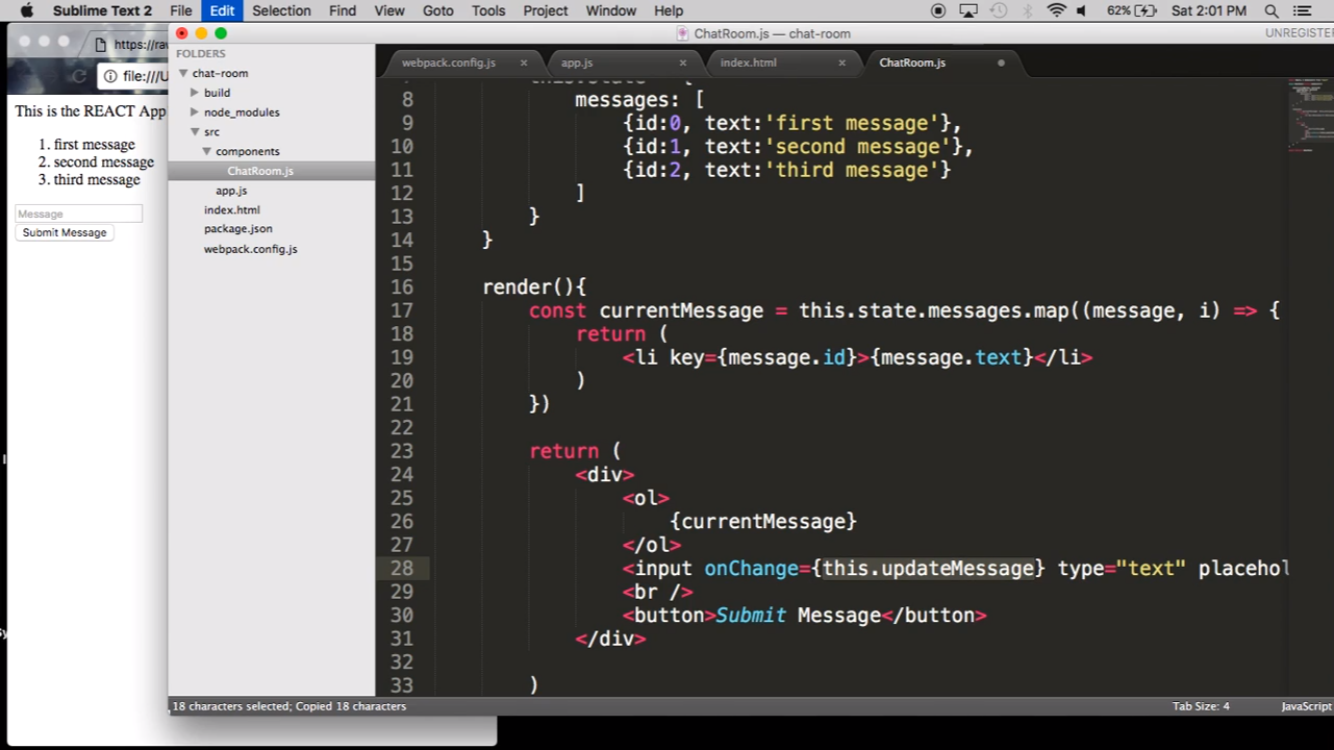 Sublime Text 2 File Edit Selection Find View Goto Tools Project Window Help 62% Sat 2:01 PM
ChatRoom.js — chat-room
UNREGISTER
https://rav
file:///U
This is the REACT App
1. first message
2. second message
3. third message
Message
Submit Message
FOLDERS
chat-room
build
node_modules
src
components
ChatRoom.js
app.js
index.html
package.json
webpack.config.js
webpack.config.js × app.js × index.html × ChatRoom.js
8 messages: [
9 {id:0, text:'first message'},
10 {id:1, text:'second message'},
11 {id:2, text:'third message'}
12 ]
13 }
14 }
15
16 render(){
17 const currentMessage = this.state.messages.map((message, i) => {
18 return (
19 <li key={message.id}>{message.text}</li>
20 )
21 })
22
23 return (
24 <div>
25 <ol>
26 {currentMessage}
27 </ol>
28 <input onChange={this.updateMessage} type="text" placehol
29 <br />
30 <button>Submit Message</button>
31 </div>
32
33 )
18 characters selected; Copied 18 characters
Tab Size: 4 JavaScript